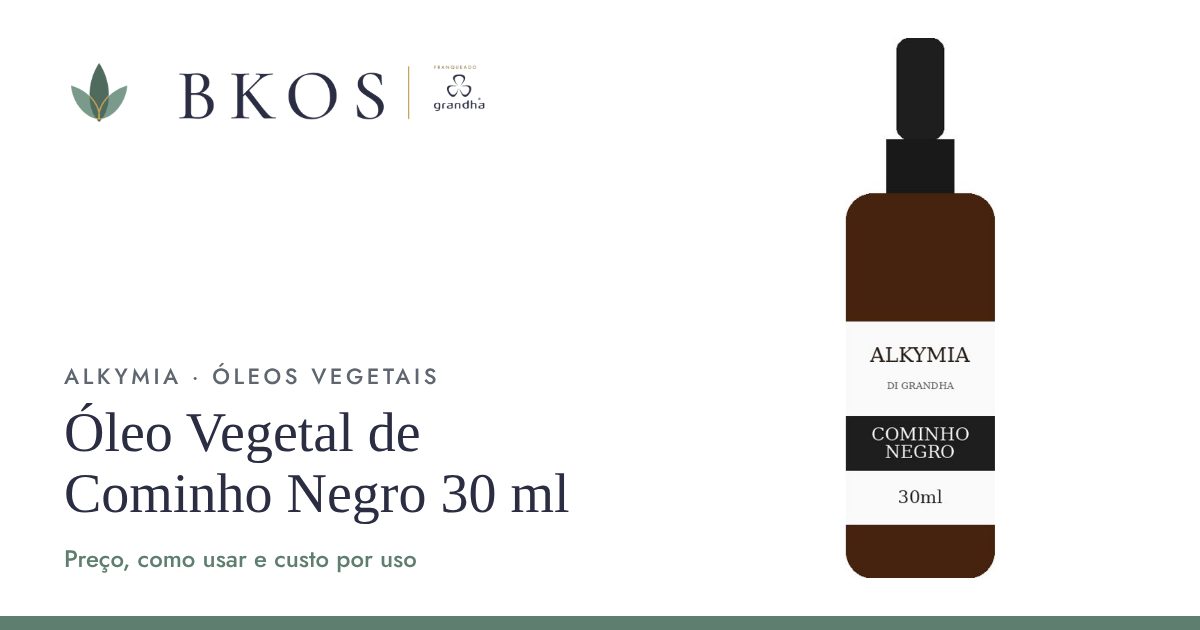 BKOS
FRANQUEADO
grandha
ALKYMIA · ÓLEOS VEGETAIS
Óleo Vegetal de
Cominho Negro 30 ml
Preço, como usar e custo por uso
ALKYMIA
DI GRANDHA
COMINHO
NEGRO
30ml